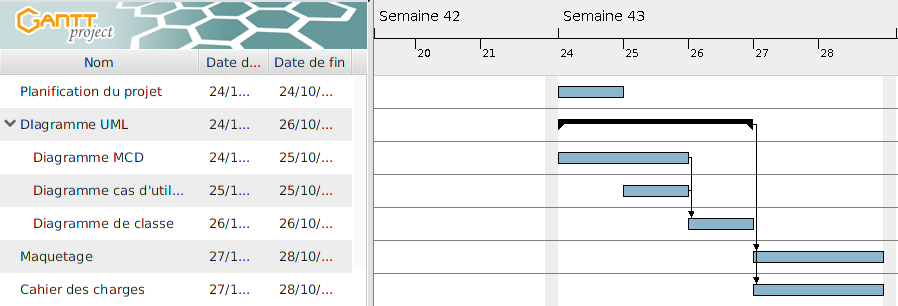 GANTT
project
Semaine 42 Semaine 43
20 21 24 25 26 27 28
Nom Date d... Date de fin
Planification du projet 24/1... 24/10/...
DIagramme UML 24/1... 26/10/...
Diagramme MCD 24/1... 25/10/...
Diagramme cas d'util... 25/1... 25/10/...
Diagramme de classe 26/1... 26/10/...
Maquetage 27/1... 28/10/...
Cahier des charges 27/1... 28/10/...